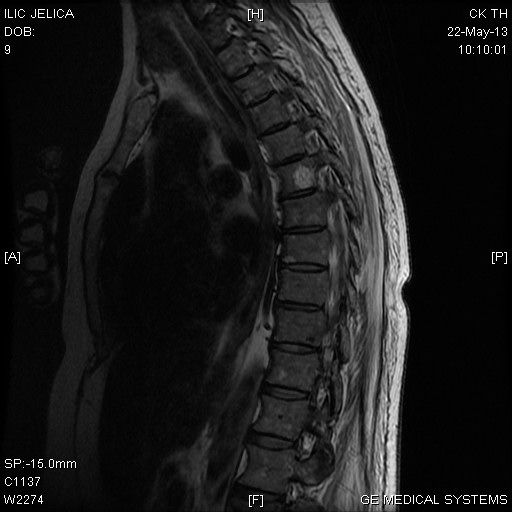 ILIC JELICA
DOB:
9
[H]
CK TH
22-May-13
10:10:01
[A]
[P]
SP:-15.0mm
C1137
W2274
[F]
GE MEDICAL SYSTEMS